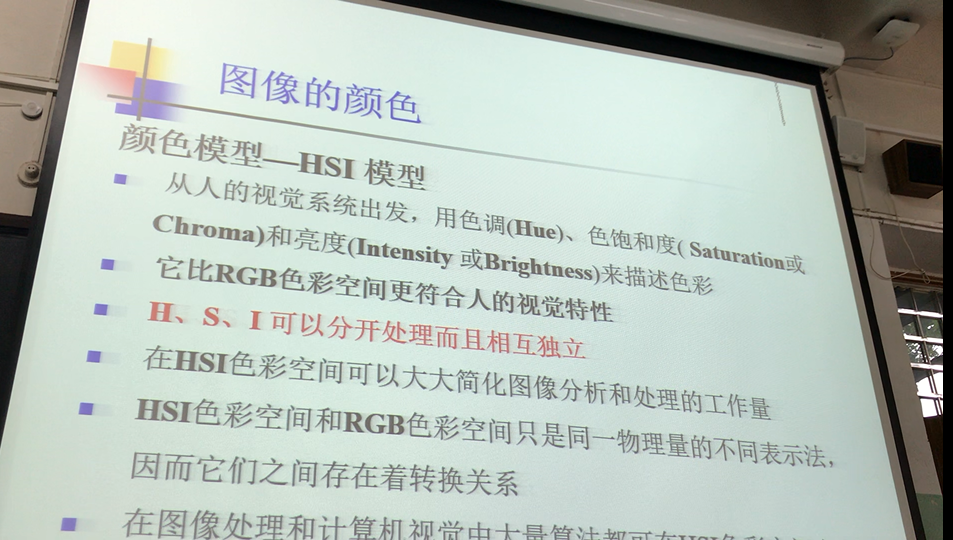 图像的颜色
颜色模型—HSI 模型
从人的视觉系统出发，用色调(Hue)、色饱和度( Saturation或
Chroma)和亮度(Intensity 或Brightness)来描述色彩
它比RGB色彩空间更符合人的视觉特性
H、S、I 可以分开处理而且相互独立
在HSI色彩空间可以大大简化图像分析和处理的工作量
HSI色彩空间和RGB色彩空间只是同一物理量的不同表示法，
因而它们之间存在着转换关系
在图像处理和计算机视觉中大量算法都可在HSI色彩